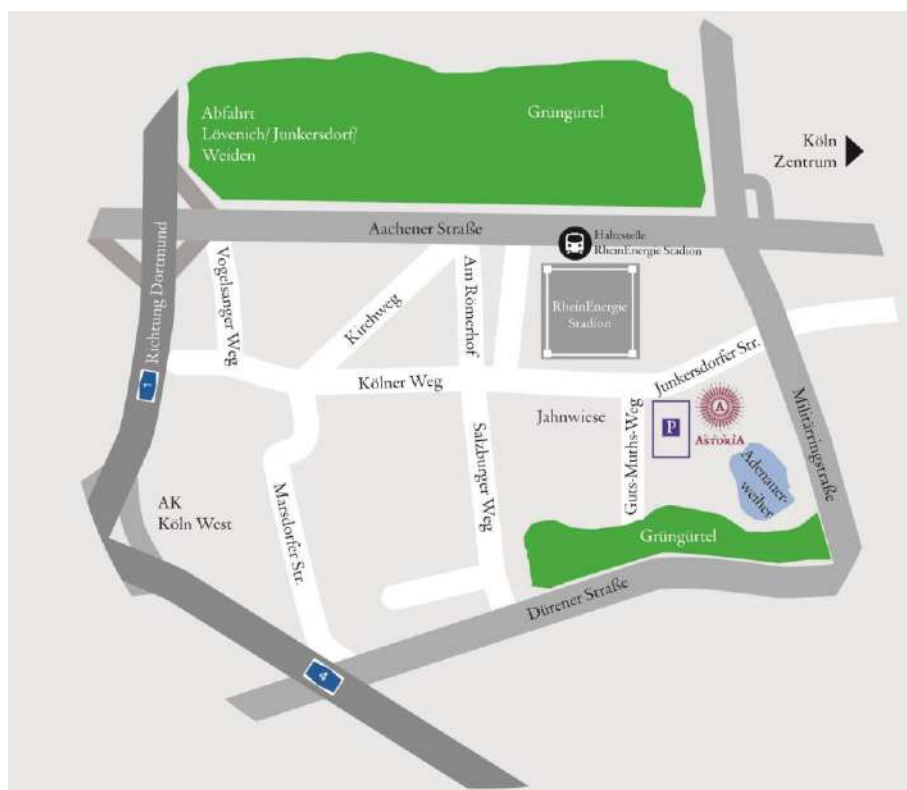 Abfahrt
Lövenich/ Junkersdorf/
Weiden
Grüngürtel
Köln
Zentrum
Aachener Straße
Haltestelle
RheinEnergie Stadion
Richtung Dortmund
Vogelsanger Weg
Kirchweg
Am Römerhof
RheinEnergie
Stadion
1
Kölner Weg
Junkersdorfer Str.
Jahnwiese
Guts-Muths-Weg
P
A
ASTORIA
Militärringstraße
Adenauer-
weiher
Salzburger Weg
Marsdorfer Str.
AK
Köln West
Grüngürtel
Dürener Straße
4